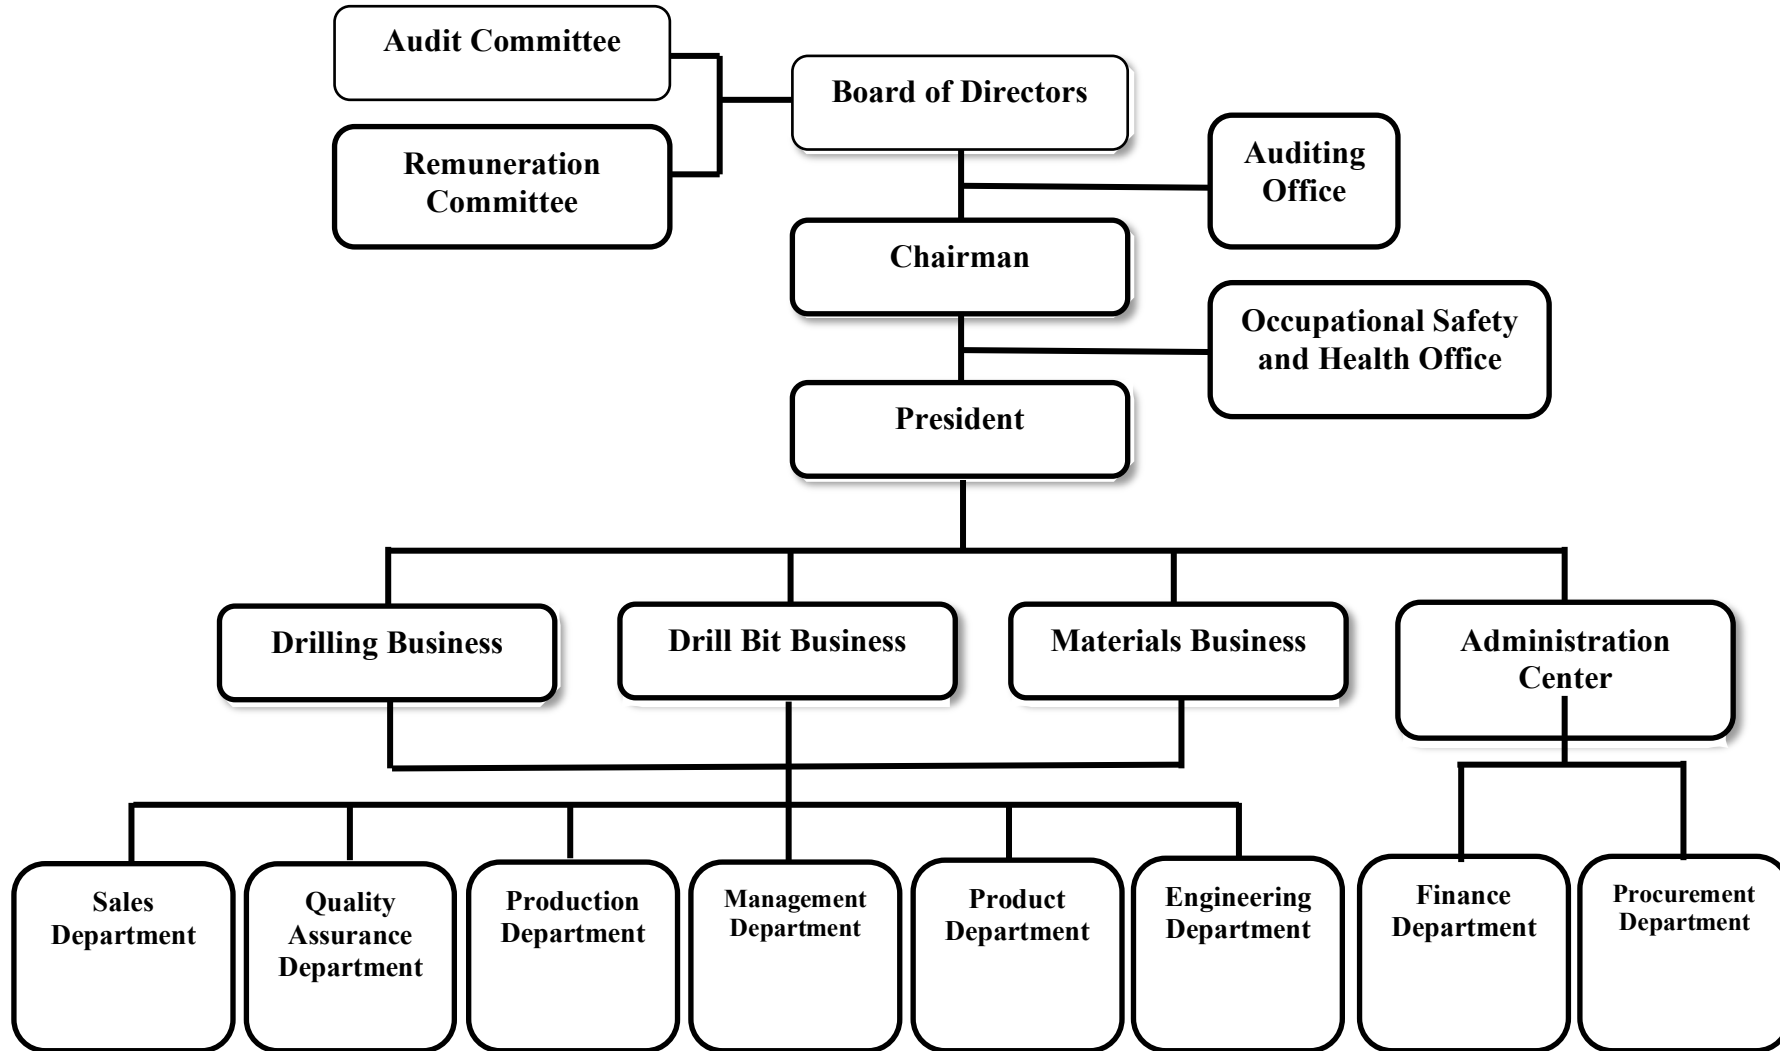 Audit Committee
Board of Directors
Remuneration
Committee
Auditing
Office
Chairman
Occupational Safety
and Health Office
President
Drilling Business
Drill Bit Business
Materials Business
Administration
Center
Sales
Department
Quality
Assurance
Department
Production
Department
Management
Department
Product
Department
Engineering
Department
Finance
Department
Procurement
Department